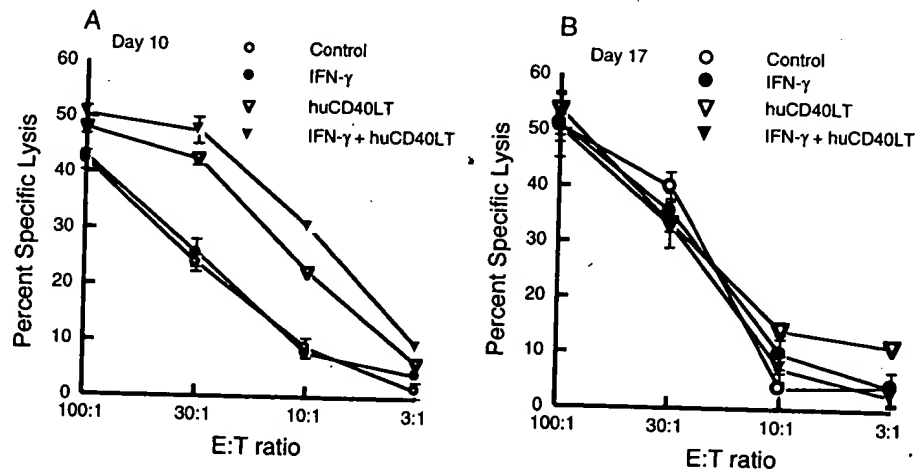 A
Day 10
Control
IFN-γ
huCD40LT
IFN-γ + huCD40LT
60
50
40
30
20
10
0
Percent Specific Lysis
100:1
30:1
10:1
3:1
E:T ratio
B
Day 17
Control
IFN-γ
huCD40LT
IFN-γ + huCD40LT
60
50
40
30
20
10
0
Percent Specific Lysis
100:1
30:1
10:1
3:1
E:T ratio